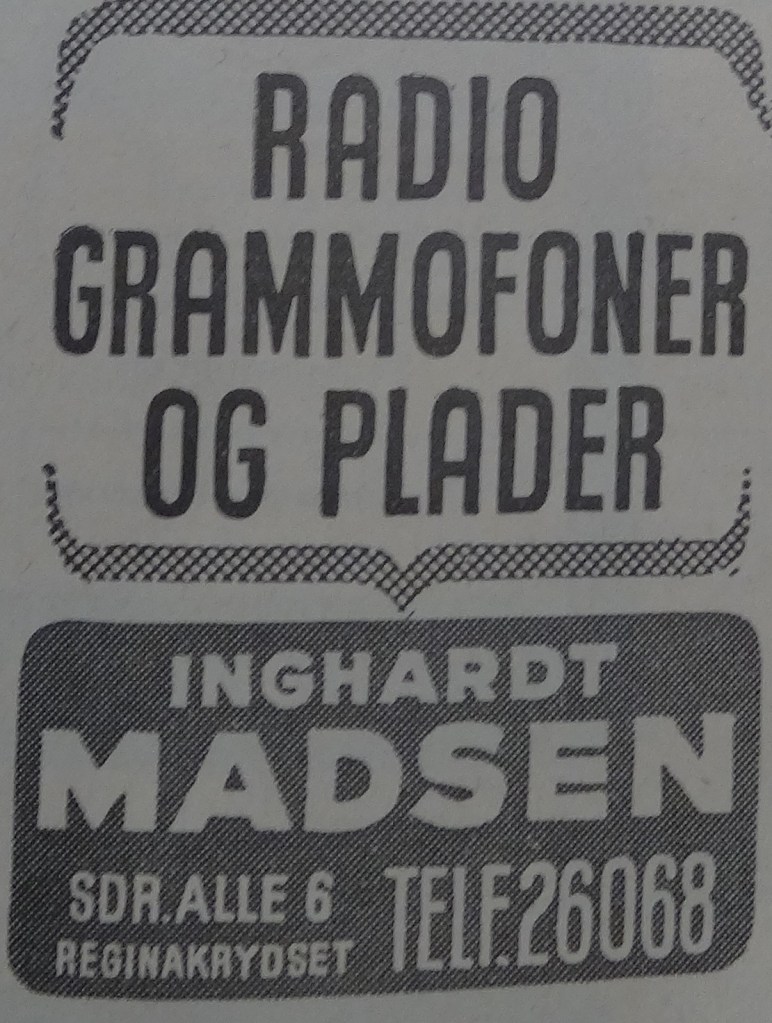 RADIO
GRAMMOFONER
OG PLADER
INGHARDT
MADSEN
SDR. ALLE 6
REGINAKRYDSET
TELF. 26068